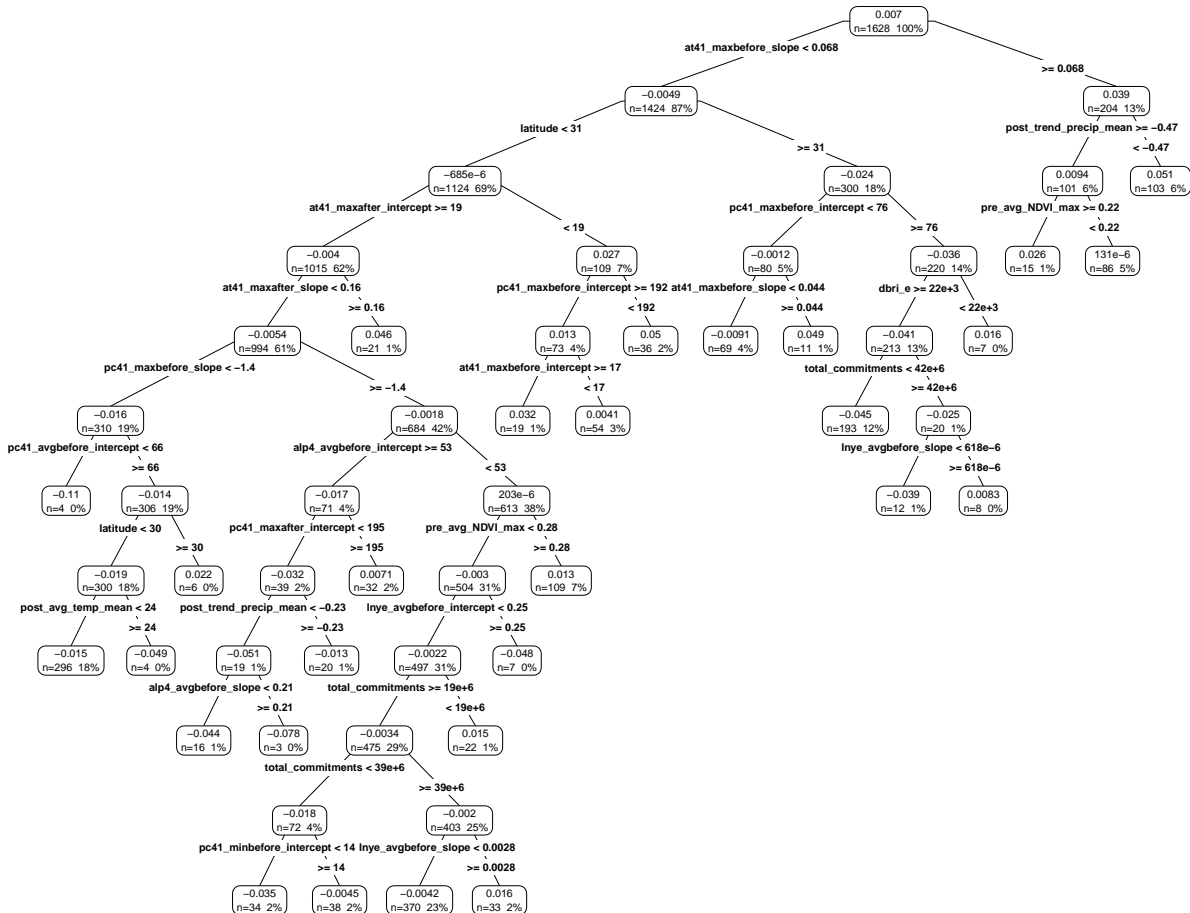 0.007
n=1628 100%
at41_maxbefore_slope < 0.068
>= 0.068
−0.0049
n=1424 87%
0.039
n=204 13%
latitude < 31
>= 31
post_trend_precip_mean >= −0.47
< −0.47
−685e−6
n=1124 69%
−0.024
n=300 18%
0.0094
n=101 6%
0.051
n=103 6%
at41_maxafter_intercept >= 19
< 19
pc41_maxbefore_intercept < 76
>= 76
pre_avg_NDVI_max >= 0.22
< 0.22
−0.004
n=1015 62%
0.027
n=109 7%
−0.0012
n=80 5%
−0.036
n=220 14%
0.026
n=15 1%
131e−6
n=86 5%
at41_maxafter_slope < 0.16
>= 0.16
pc41_maxbefore_intercept >= 192
< 192
at41_maxbefore_slope < 0.044
>= 0.044
dbri_e >= 22e+3
< 22e+3
−0.0054
n=994 61%
0.046
n=21 1%
0.013
n=73 4%
0.05
n=36 2%
−0.0091
n=69 4%
0.049
n=11 1%
−0.041
n=213 13%
0.016
n=7 0%
pc41_maxbefore_slope < −1.4
>= −1.4
at41_maxbefore_intercept >= 17
< 17
total_commitments < 42e+6
>= 42e+6
−0.016
n=310 19%
−0.0018
n=684 42%
0.032
n=19 1%
0.0041
n=54 3%
−0.045
n=193 12%
−0.025
n=20 1%
pc41_avgbefore_intercept < 66
>= 66
alp4_avgbefore_intercept >= 53
< 53
lnye_avgbefore_slope < 618e−6
>= 618e−6
−0.11
n=4 0%
−0.014
n=306 19%
−0.017
n=71 4%
203e−6
n=613 38%
−0.039
n=12 1%
0.0083
n=8 0%
latitude < 30
>= 30
pc41_maxafter_intercept < 195
>= 195
pre_avg_NDVI_max < 0.28
>= 0.28
−0.019
n=300 18%
0.022
n=6 0%
−0.032
n=39 2%
0.0071
n=32 2%
−0.003
n=504 31%
0.013
n=109 7%
post_avg_temp_mean < 24
>= 24
post_trend_precip_mean < −0.23
>= −0.23
lnye_avgbefore_intercept < 0.25
>= 0.25
−0.015
n=296 18%
−0.049
n=4 0%
−0.051
n=19 1%
−0.013
n=20 1%
−0.0022
n=497 31%
−0.048
n=7 0%
alp4_avgbefore_slope < 0.21
>= 0.21
total_commitments >= 19e+6
< 19e+6
−0.044
n=16 1%
−0.078
n=3 0%
−0.0034
n=475 29%
0.015
n=22 1%
total_commitments < 39e+6
>= 39e+6
−0.018
n=72 4%
−0.002
n=403 25%
pc41_minbefore_intercept < 14
>= 14
lnye_avgbefore_slope < 0.0028
>= 0.0028
−0.035
n=34 2%
−0.0045
n=38 2%
−0.0042
n=370 23%
0.016
n=33 2%